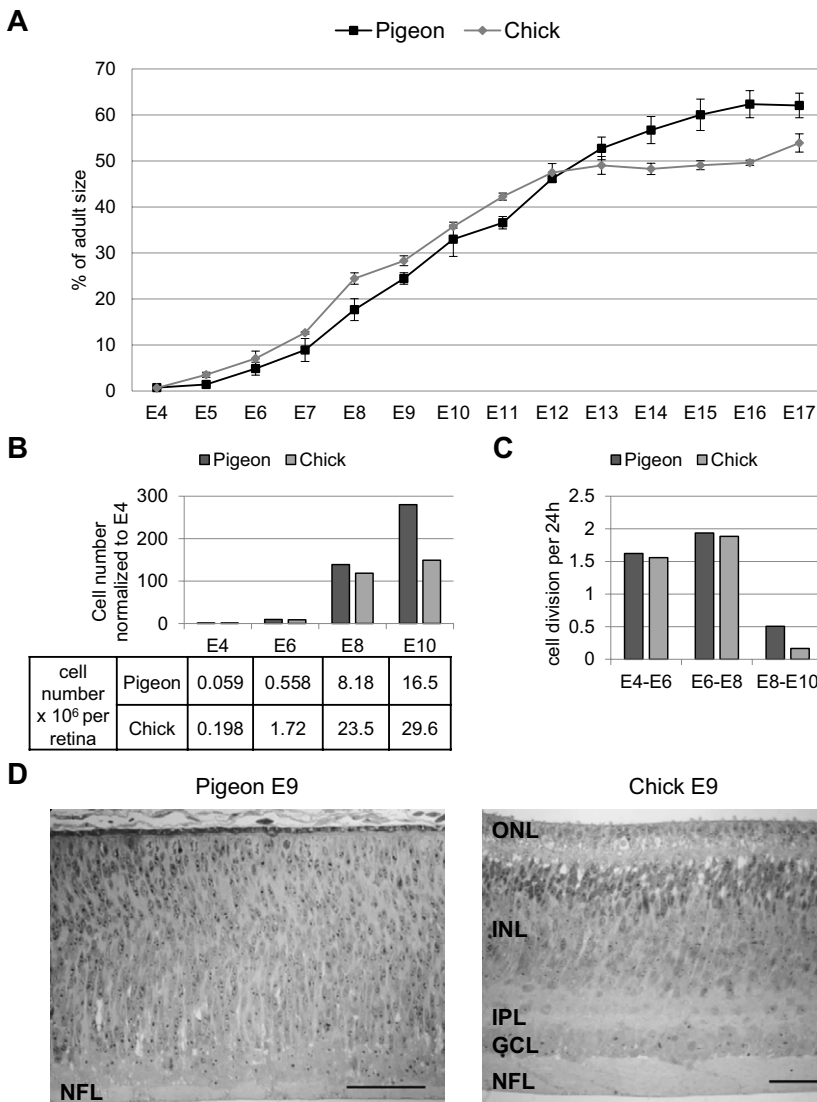 A
Pigeon Chick
70
60
50
40
30
20
10
0
% of adult size
E4 E5 E6 E7 E8 E9 E10 E11 E12 E13 E14 E15 E16 E17
B
Pigeon Chick
300
200
100
0
Cell number
normalized to E4
E4 E6 E8 E10
cell number x 10⁶ per retina
Pigeon 0.059 0.558 8.18 16.5
Chick 0.198 1.72 23.5 29.6
C
Pigeon Chick
2.5
2
1.5
1
0.5
0
cell division per 24h
E4-E6 E6-E8 E8-E10
D
Pigeon E9
NFL
Chick E9
ONL
INL
IPL
GCL
NFL